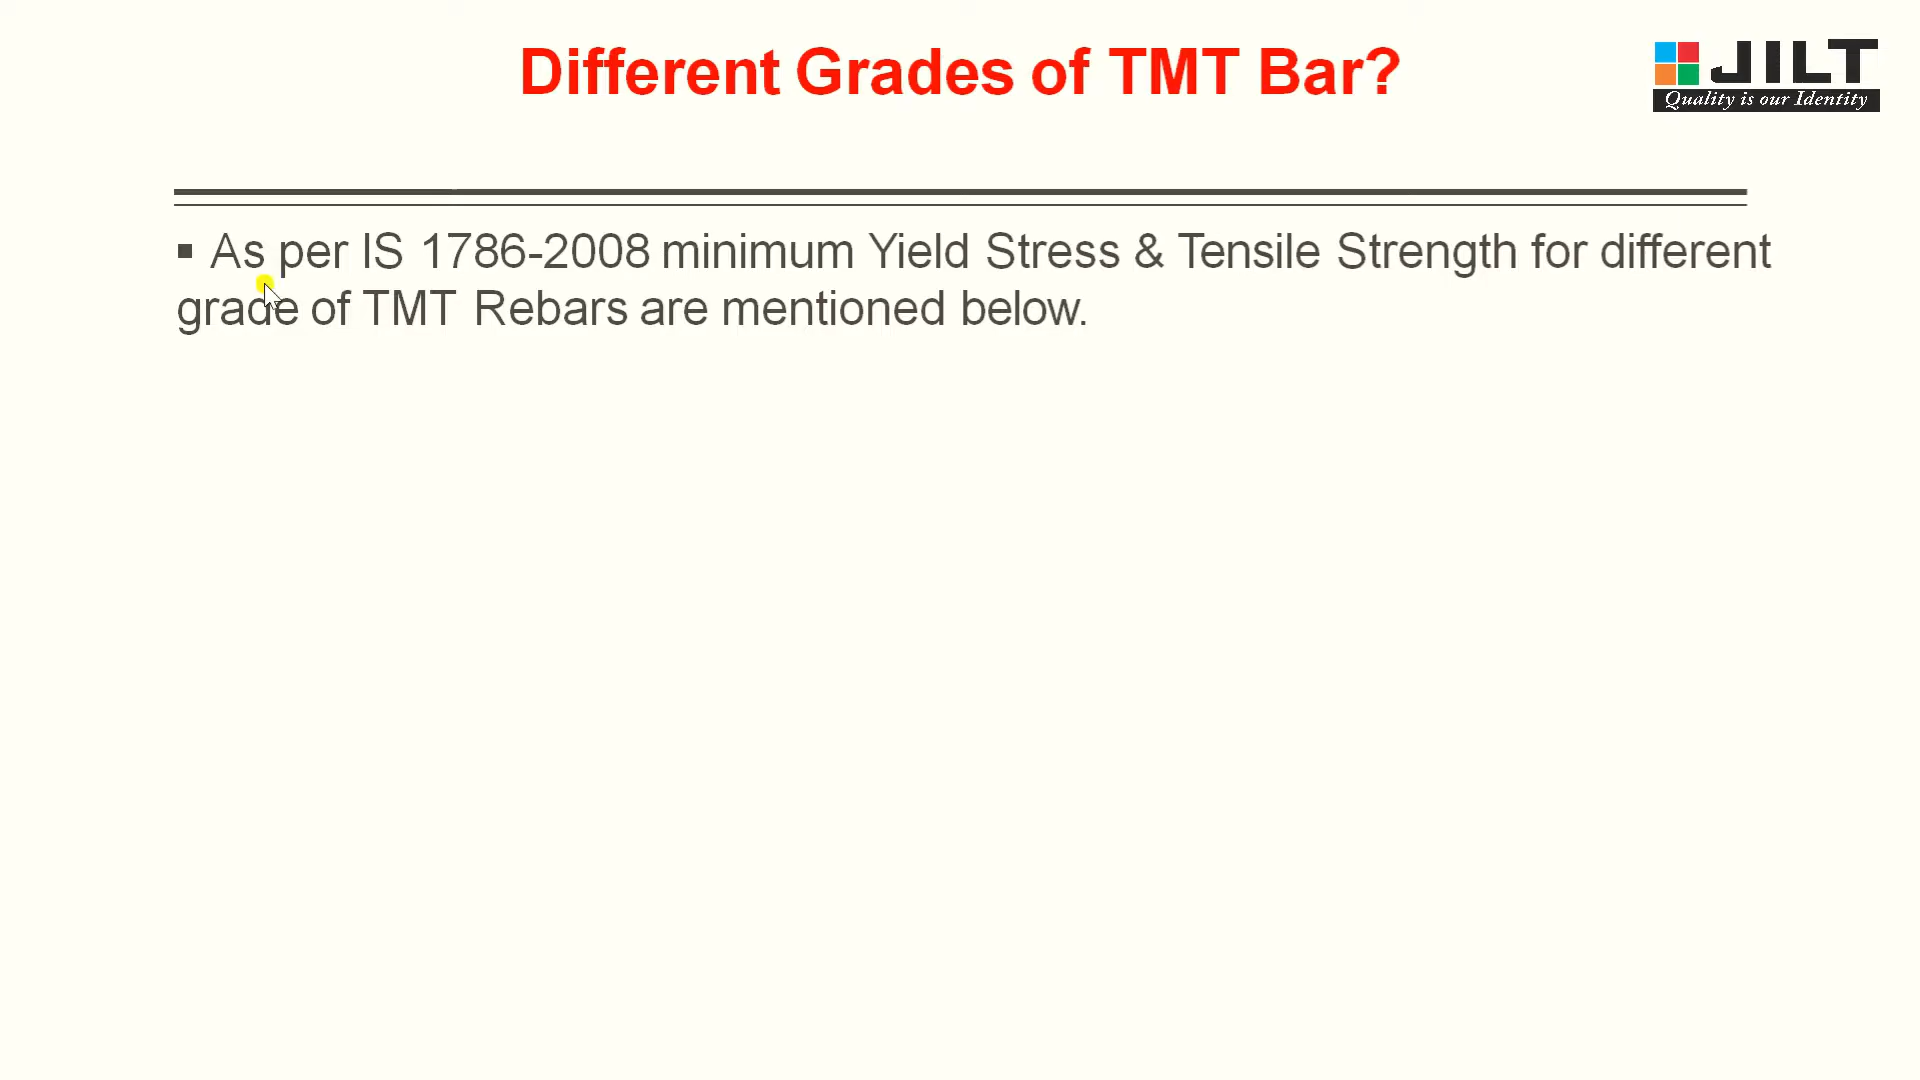 Different Grades of TMT Bar?
JILT
Quality is our Identity
▪ As per IS 1786-2008 minimum Yield Stress & Tensile Strength for different
grade of TMT Rebars are mentioned below.